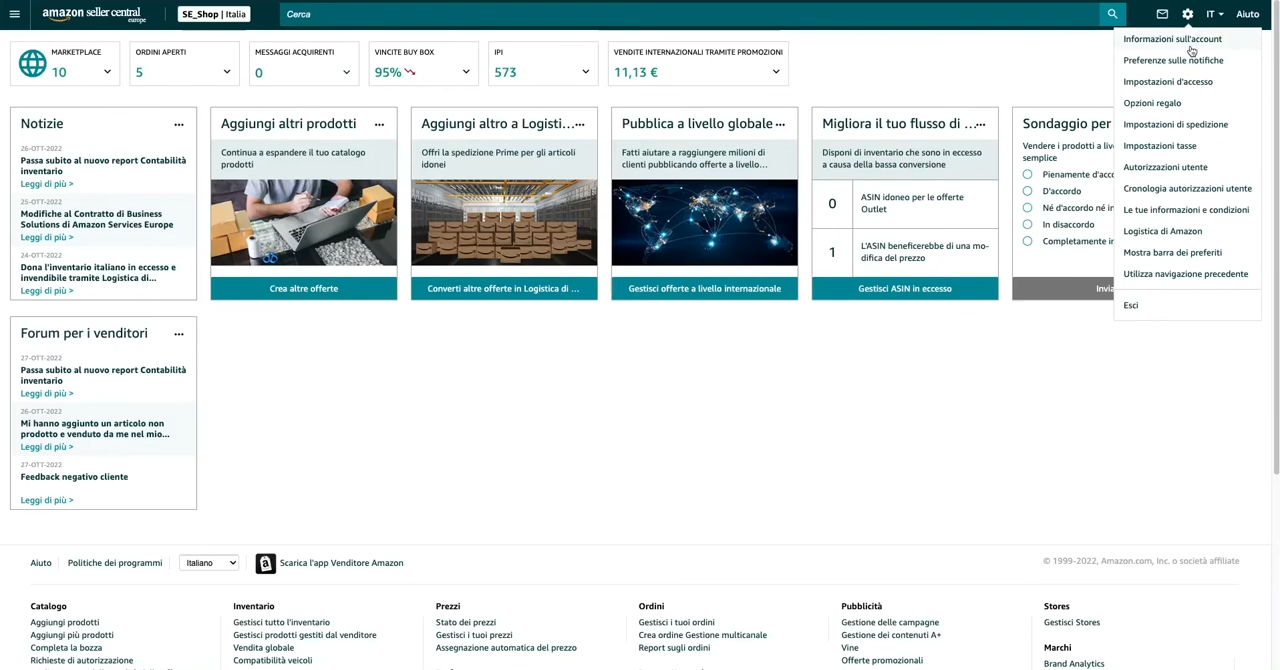 amazon seller central
europe
SE_Shop | Italia
Cerca
IT
Aiuto
MARKETPLACE
10
ORDINI APERTI
5
MESSAGGI ACQUIRENTI
0
VINCITE BUY BOX
95%
IPI
573
VENDITE INTERNAZIONALI TRAMITE PROMOZIONI
11,13 €
Informazioni sull'account
Preferenze sulle notifiche
Impostazioni d'accesso
Opzioni regalo
Impostazioni di spedizione
Impostazioni tasse
Autorizzazioni utente
Cronologia autorizzazioni utente
Le tue informazioni e condizioni
Logistica di Amazon
Mostra barra dei preferiti
Utilizza navigazione precedente
Esci
Notizie
26-OTT-2022
Passa subito al nuovo report Contabilità
inventario
Leggi di più >
25-OTT-2022
Modifiche al Contratto di Business
Solutions di Amazon Services Europe
Leggi di più >
24-OTT-2022
Dona l'inventario italiano in eccesso e
invendibile tramite Logistica di...
Leggi di più >
Aggiungi altri prodotti
Continua a espandere il tuo catalogo
prodotti
Crea altre offerte
Aggiungi altro a Logisti...
Offri la spedizione Prime per gli articoli
idonei
Converti altre offerte in Logistica di ...
Pubblica a livello globale
Fatti aiutare a raggiungere milioni di
clienti pubblicando offerte a livello...
Gestisci offerte a livello internazionale
Migliora il tuo flusso di ...
Disponi di inventario che sono in eccesso
a causa della bassa conversione
0
ASIN idoneo per le offerte
Outlet
1
L'ASIN beneficerebbe di una mo-
difica del prezzo
Gestisci ASIN in eccesso
Sondaggio per
Vendere i prodotti a live
semplice
Pienamente d'acco
D'accordo
Né d'accordo né in
In disaccordo
Completamente in
Invia
Forum per i venditori
27-OTT-2022
Passa subito al nuovo report Contabilità
inventario
Leggi di più >
26-OTT-2022
Mi hanno aggiunto un articolo non
prodotto e venduto da me nel mio...
Leggi di più >
27-OTT-2022
Feedback negativo cliente
Leggi di più >
Aiuto
Politiche dei programmi
Italiano
Scarica l'app Venditore Amazon
© 1999-2022, Amazon.com, Inc. o società affiliate
Catalogo
Aggiungi prodotti
Aggiungi più prodotti
Completa la bozza
Richieste di autorizzazione
Inventario
Gestisci tutto l'inventario
Gestisci prodotti gestiti dal venditore
Vendita globale
Compatibilità veicoli
Prezzi
Stato dei prezzi
Gestisci i tuoi prezzi
Assegnazione automatica del prezzo
Ordini
Gestisci i tuoi ordini
Crea ordine Gestione multicanale
Report sugli ordini
Pubblicità
Gestione delle campagne
Gestione dei contenuti A+
Vine
Offerte promozionali
Stores
Gestisci Stores
Marchi
Brand Analytics